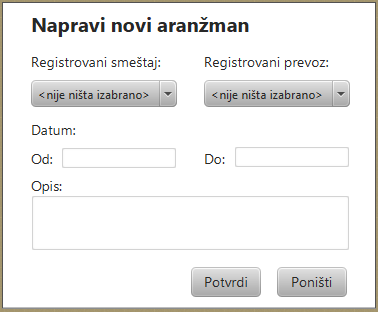 Napravi novi aranžman
Registrovani smeštaj: Registrovani prevoz:
<nije ništa izabrano> <nije ništa izabrano>
Datum:
Od: Do:
Opis:
Potvrdi Poništi